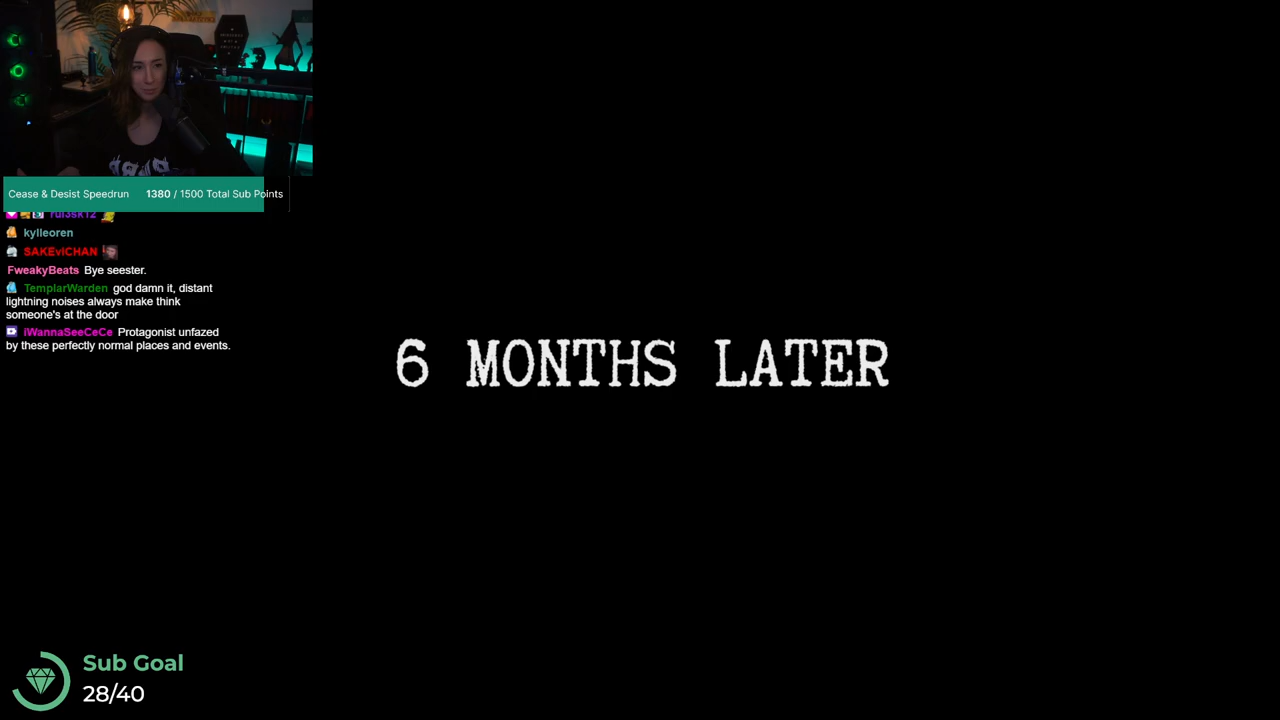 Cease & Desist Speedrun 1380 / 1500 Total Sub Points
rul3sk12
kylleoren
SAKEvICHAN
FweakyBeats Bye seester.
TemplarWarden god damn it, distant
lightning noises always make think
someone's at the door
iWannaSeeCeCe Protagonist unfazed
by these perfectly normal places and events.
6 MONTHS LATER
Sub Goal
28/40